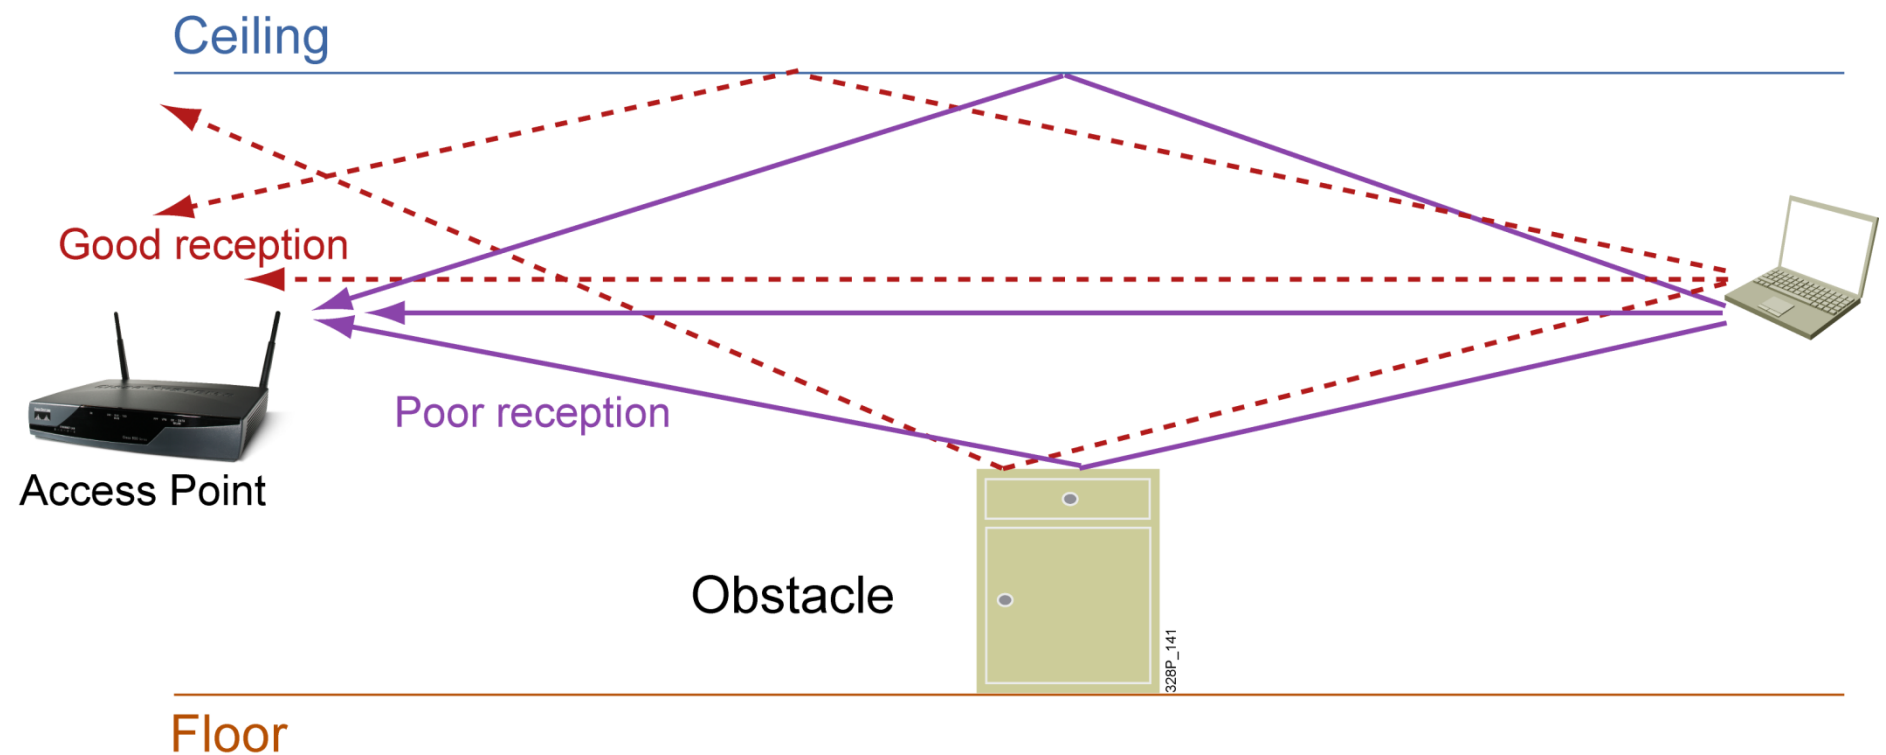 Ceiling
Good reception
Poor reception
Access Point
Obstacle
328P_141
Floor